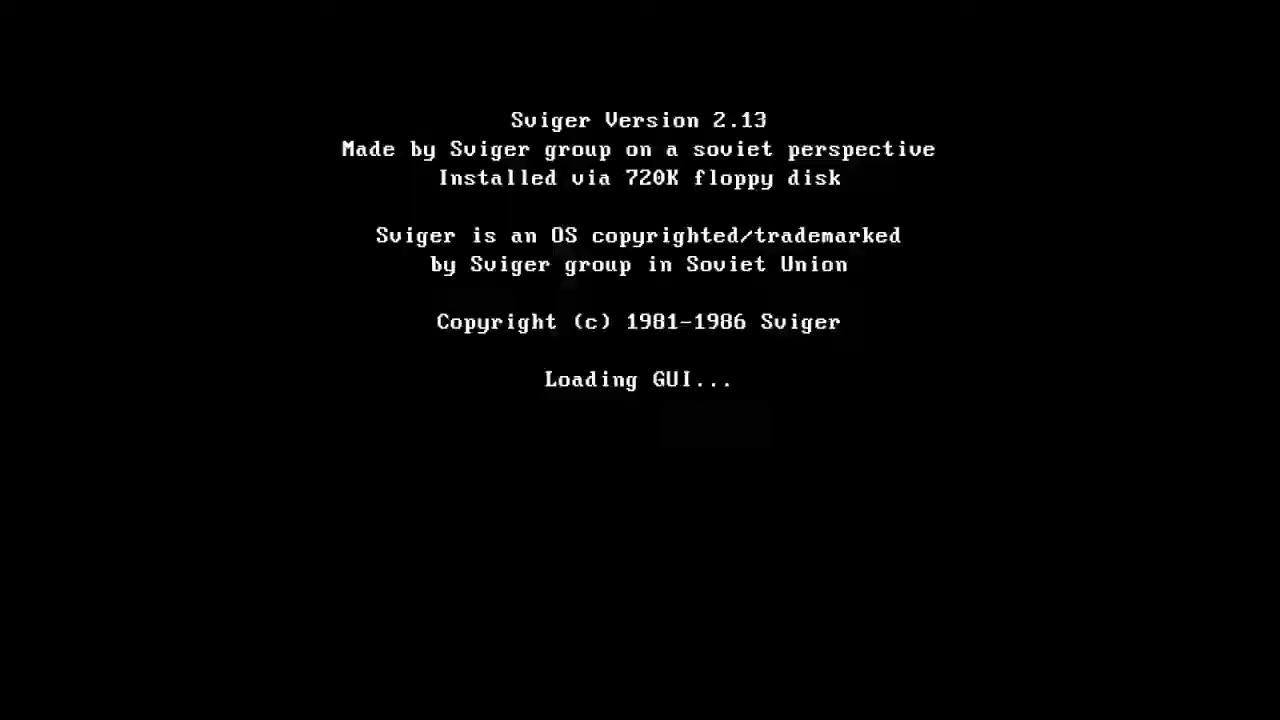 Sviger Version 2.13
Made by Sviger group on a soviet perspective
Installed via 720K floppy disk
Sviger is an OS copyrighted/trademarked
by Sviger group in Soviet Union
Copyright (c) 1981-1986 Sviger
Loading GUI...